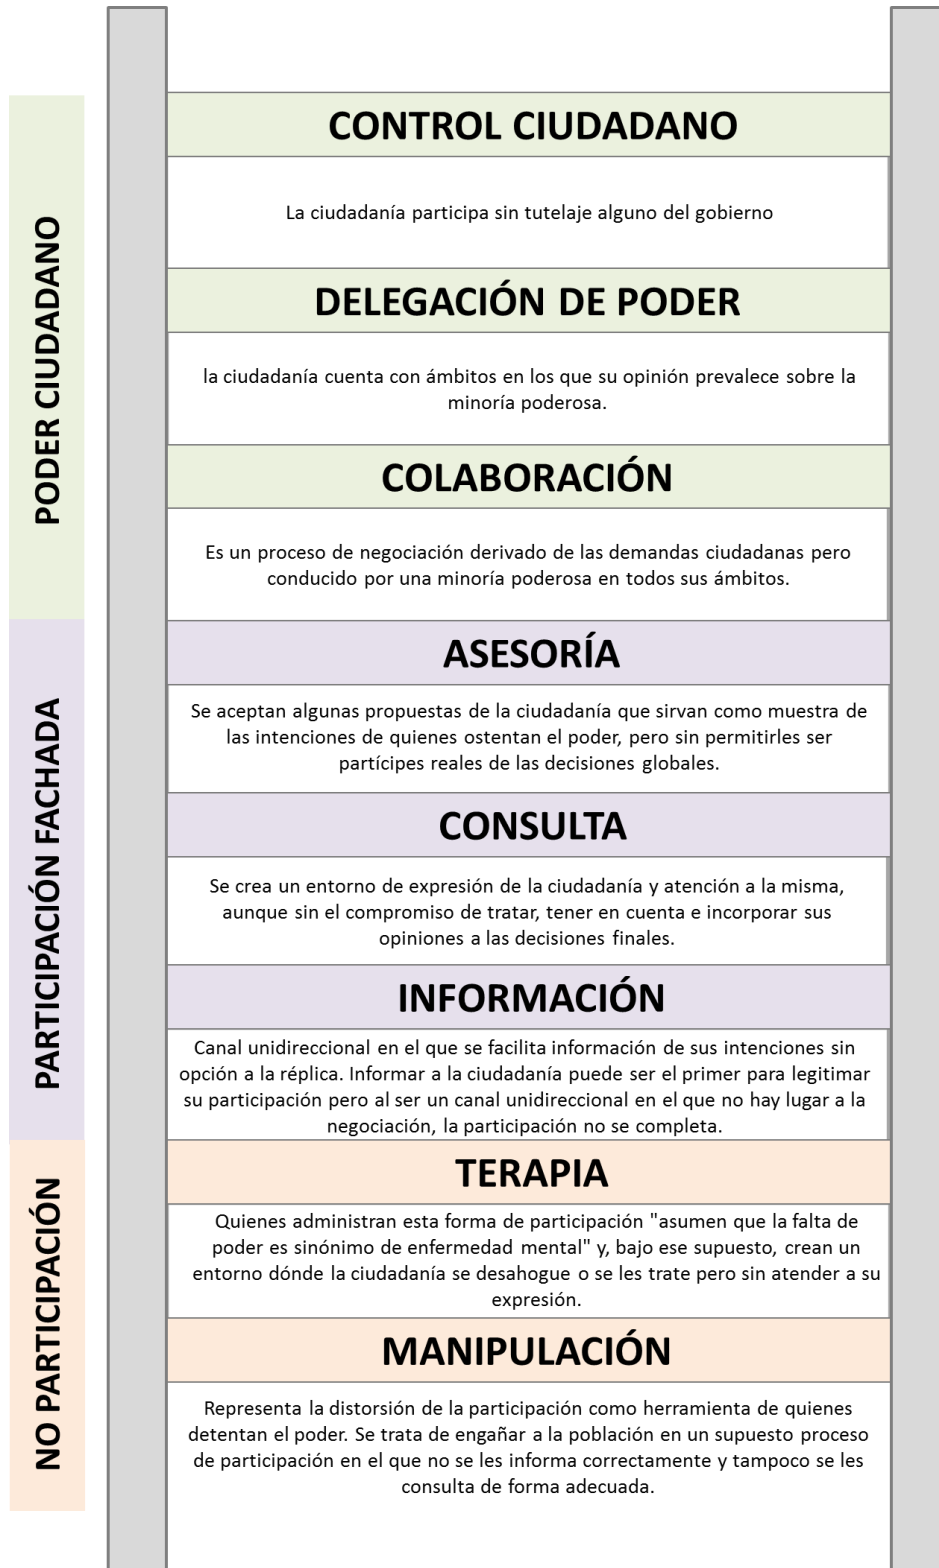 PODER CIUDADANO
CONTROL CIUDADANO
La ciudadanía participa sin tutelaje alguno del gobierno
DELEGACIÓN DE PODER
la ciudadanía cuenta con ámbitos en los que su opinión prevalece sobre la
minoría poderosa.
COLABORACIÓN
Es un proceso de negociación derivado de las demandas ciudadanas pero
conducido por una minoría poderosa en todos sus ámbitos.
PARTICIPACIÓN FACHADA
ASESORÍA
Se aceptan algunas propuestas de la ciudadanía que sirvan como muestra de
las intenciones de quienes ostentan el poder, pero sin permitirles ser
partícipes reales de las decisiones globales.
CONSULTA
Se crea un entorno de expresión de la ciudadanía y atención a la misma,
aunque sin el compromiso de tratar, tener en cuenta e incorporar sus
opiniones a las decisiones finales.
INFORMACIÓN
Canal unidireccional en el que se facilita información de sus intenciones sin
opción a la réplica. Informar a la ciudadanía puede ser el primer para legitimar
su participación pero al ser un canal unidireccional en el que no hay lugar a la
negociación, la participación no se completa.
NO PARTICIPACIÓN
TERAPIA
Quienes administran esta forma de participación "asumen que la falta de
poder es sinónimo de enfermedad mental" y, bajo ese supuesto, crean un
entorno dónde la ciudadanía se desahogue o se les trate pero sin atender a su
expresión.
MANIPULACIÓN
Representa la distorsión de la participación como herramienta de quienes
detentan el poder. Se trata de engañar a la población en un supuesto proceso
de participación en el que no se les informa correctamente y tampoco se les
consulta de forma adecuada.